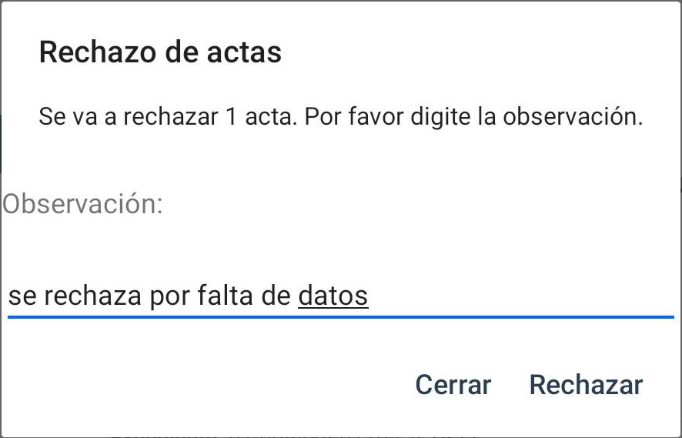 Rechazo de actas
Se va a rechazar 1 acta. Por favor digite la observación.
Observación:
se rechaza por falta de datos
Cerrar Rechazar